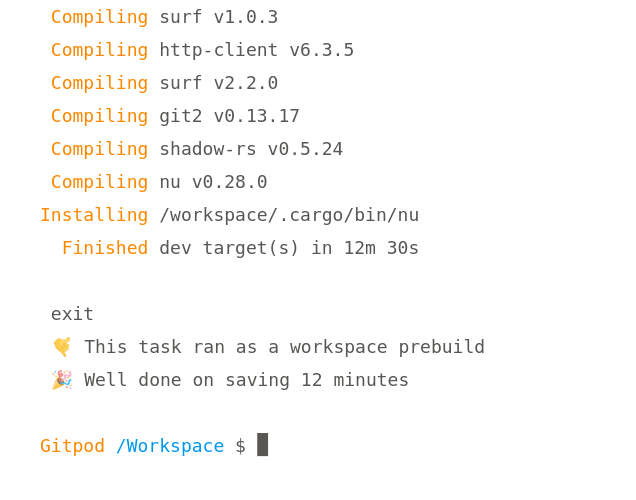 Compiling surf v1.0.3
Compiling http-client v6.3.5
Compiling surf v2.2.0
Compiling git2 v0.13.17
Compiling shadow-rs v0.5.24
Compiling nu v0.28.0
Installing /workspace/.cargo/bin/nu
Finished dev target(s) in 12m 30s
exit
This task ran as a workspace prebuild
🎉 Well done on saving 12 minutes
Gitpod /Workspace $